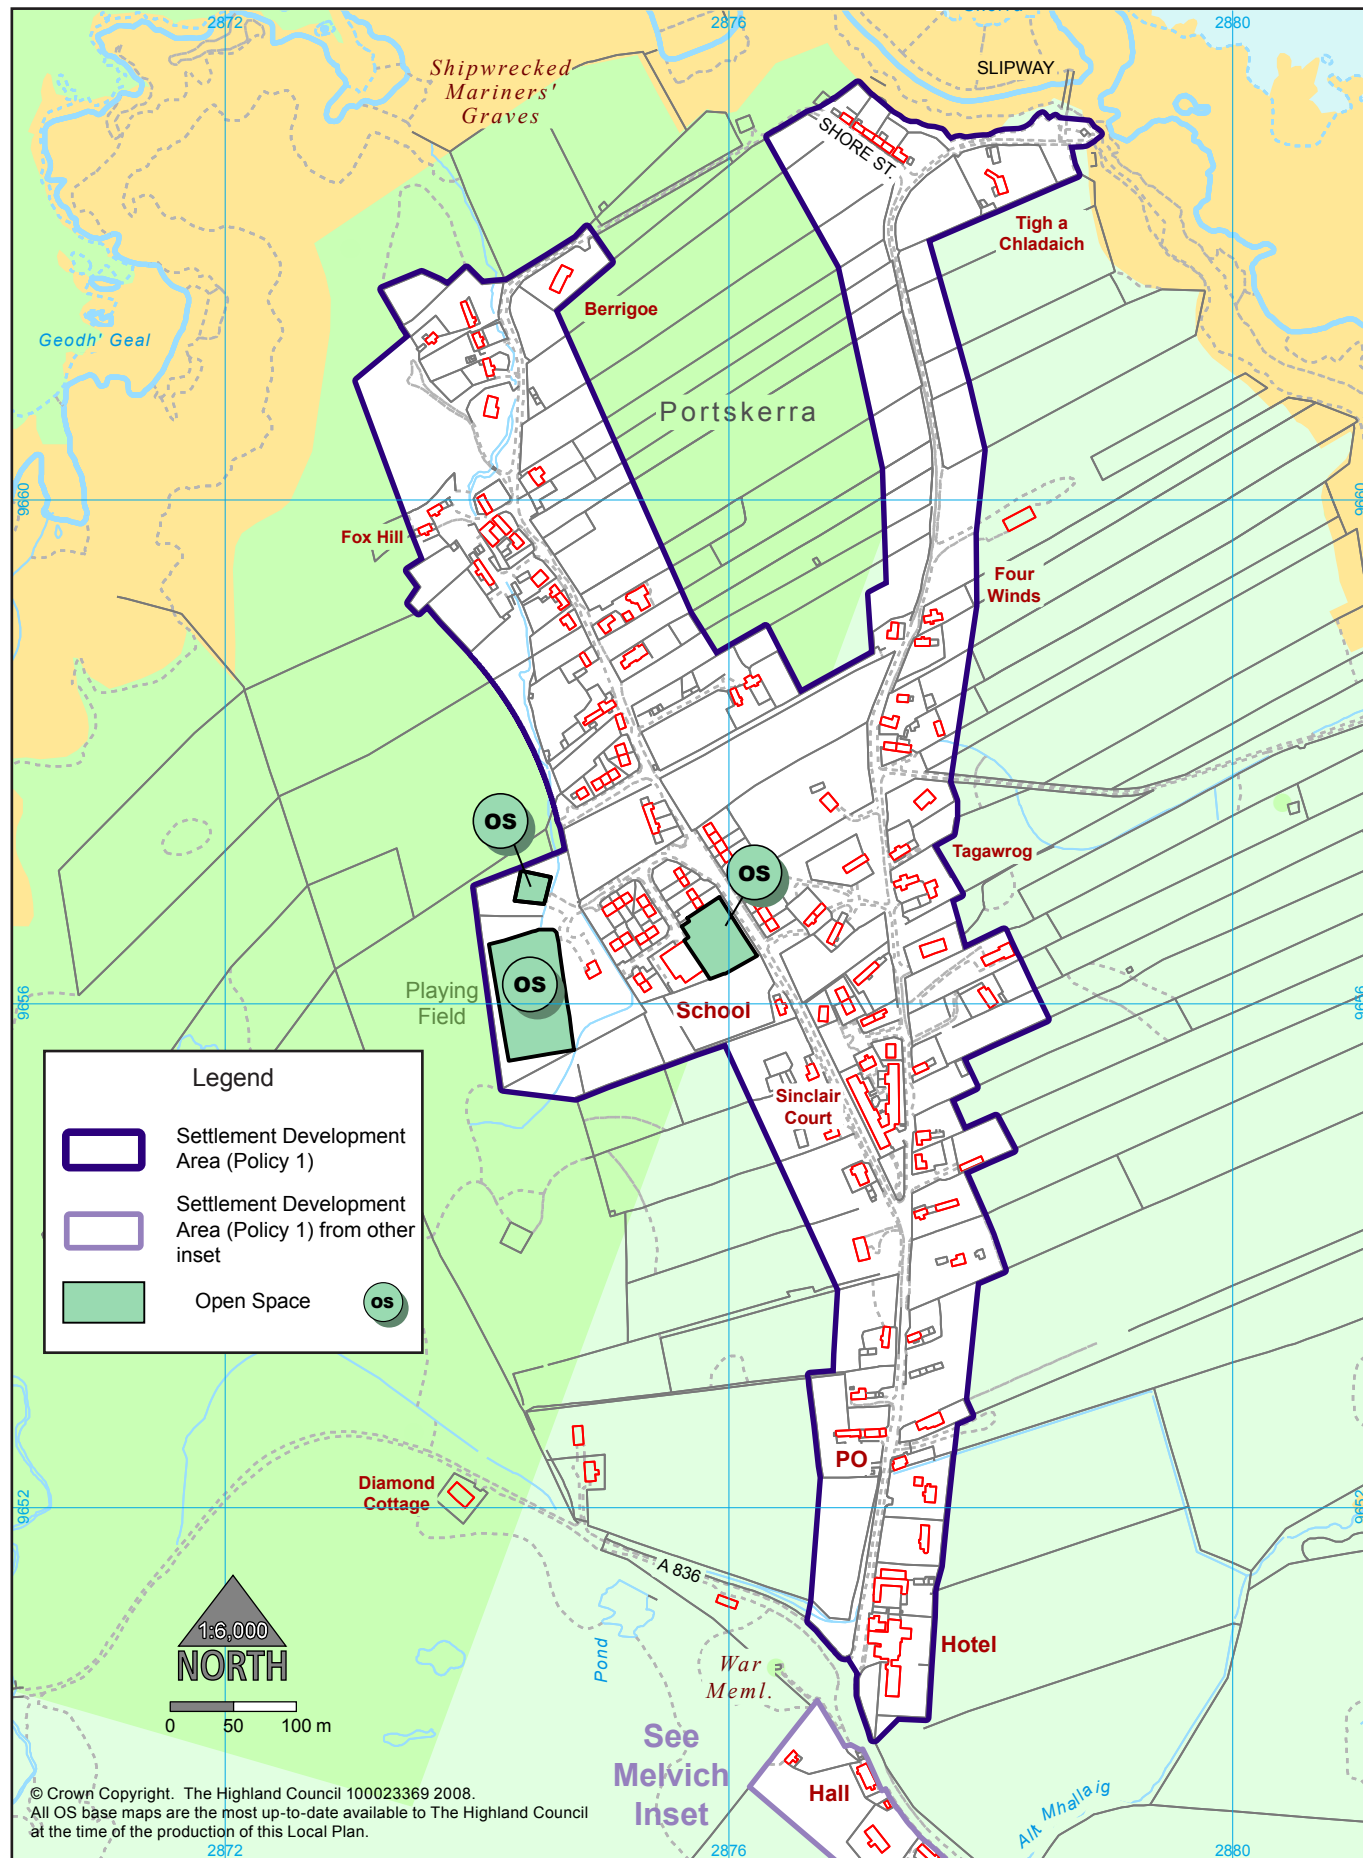 2872
2876
2880
Shipwrecked
Mariners'
Graves
SLIPWAY
SHORE ST.
Tigh a
Chladaich
Berrigoe
Geodh' Geal
Portskerra
9660
9660
Fox Hill
Four
Winds
os
os
Tagawrog
os
Playing
Field
School
9656
9656
Sinclair
Court
Legend
Settlement Development
Area (Policy 1)
Settlement Development
Area (Policy 1) from other
inset
Open Space
os
PO
Diamond
Cottage
9652
9652
A 836
1:6,000
NORTH
0 50 100 m
Pond
War
Meml.
Hotel
See
Melvich
Inset
Hall
Allt Mhallaig
© Crown Copyright. The Highland Council 100023369 2008.
All OS base maps are the most up-to-date available to The Highland Council
at the time of the production of this Local Plan.
2872
2876
2880